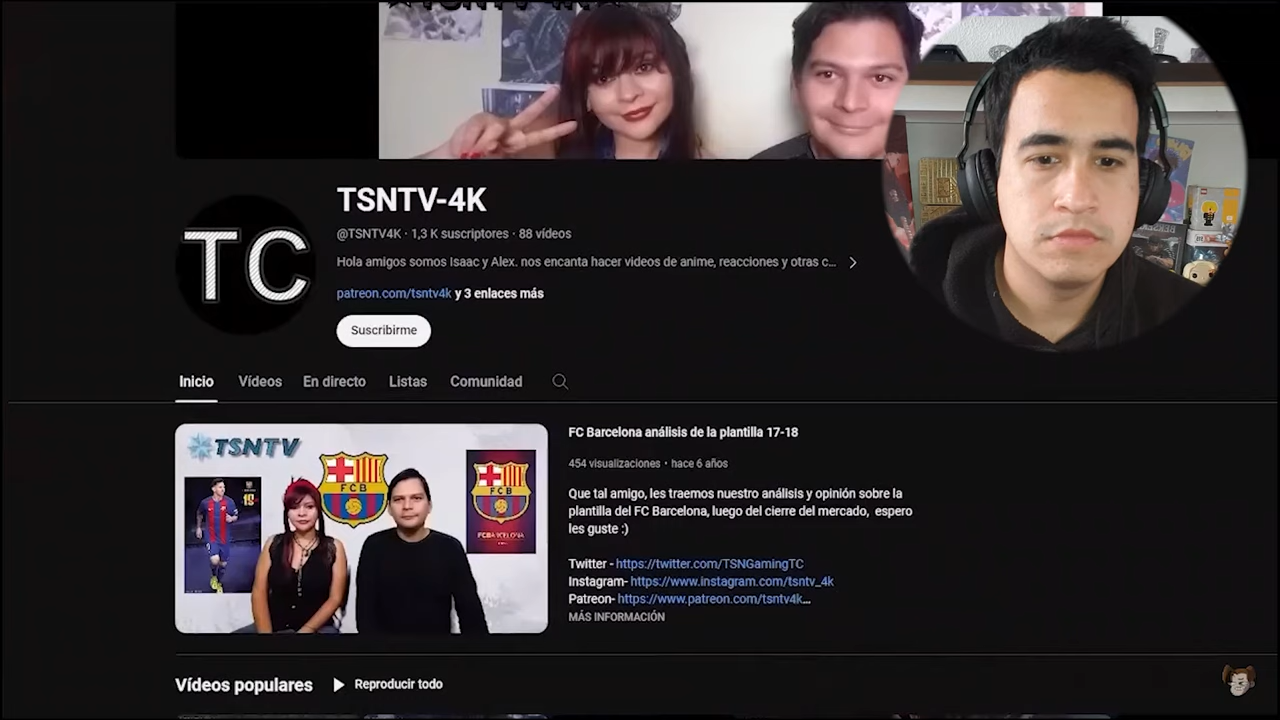 TSNTV-4K
TC
TSNTV-4K
@TSNTV4K · 1,3 K suscriptores · 88 vídeos
Hola amigos somos Isaac y Alex. nos encanta hacer videos de anime, reacciones y otras c...
patreon.com/tsntv4k y 3 enlaces más
Suscribirme
Inicio Vídeos En directo Listas Comunidad
TSNTV
FCB
FCB
FCBARCELONA
FC Barcelona análisis de la plantilla 17-18
454 visualizaciones · hace 6 años
Que tal amigo, les traemos nuestro análisis y opinión sobre la
plantilla del FC Barcelona, luego del cierre del mercado, espero
les guste :)
Twitter - https://twitter.com/TSNGamingTC
Instagram- https://www.instagram.com/tsntv_4k
Patreon- https://www.patreon.com/tsntv4k...
MÁS INFORMACIÓN
Vídeos populares
Reproducir todo